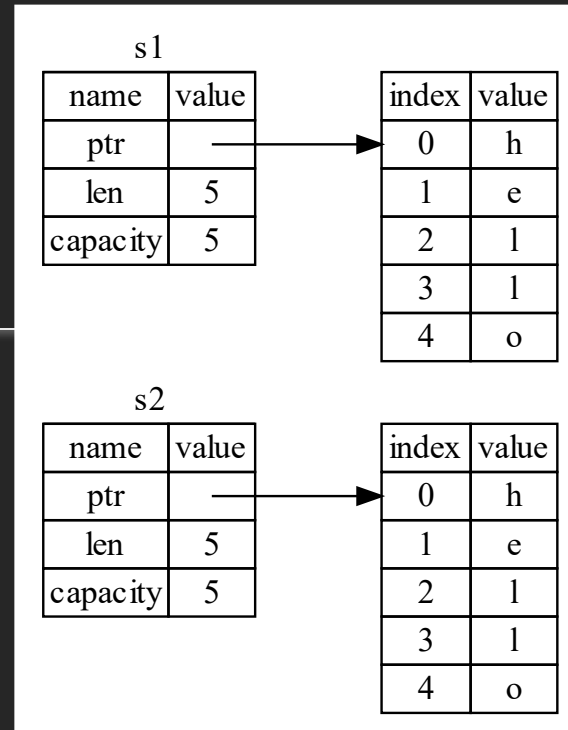 s1
name value index value
ptr 0 h
len 5 1 e
capacity 5 2 l
3 l
4 o
s2
name value index value
ptr 0 h
len 5 1 e
capacity 5 2 l
3 l
4 o